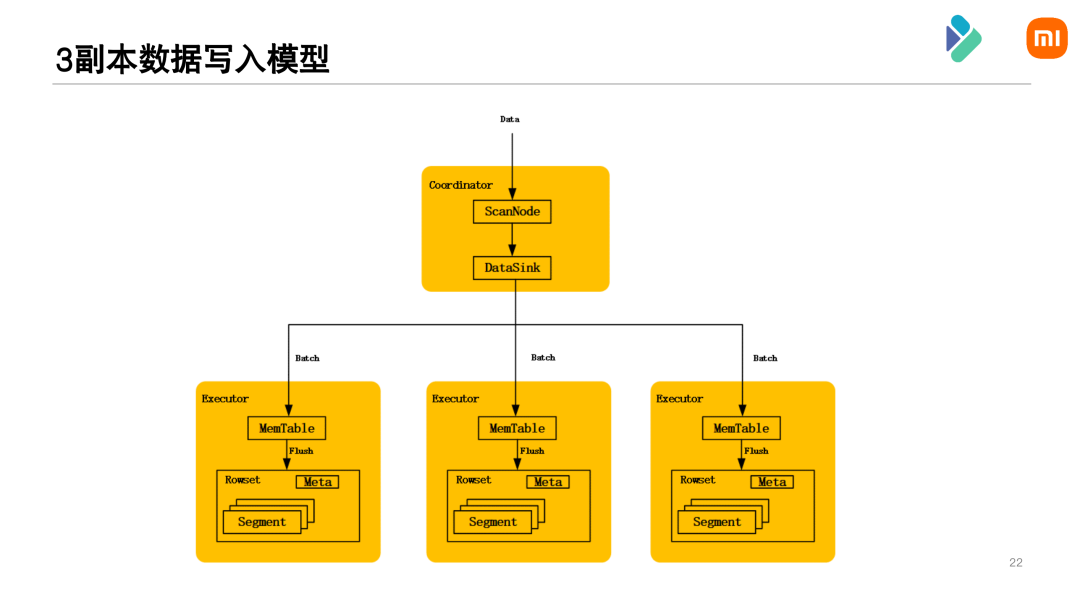 3副本数据写入模型
mi
Data
Coordinator
ScanNode
DataSink
Batch
Batch
Batch
Executor
Executor
Executor
MemTable
MemTable
MemTable
Flush
Flush
Flush
Rowset
Meta
Rowset
Meta
Rowset
Meta
Segment
Segment
Segment
22